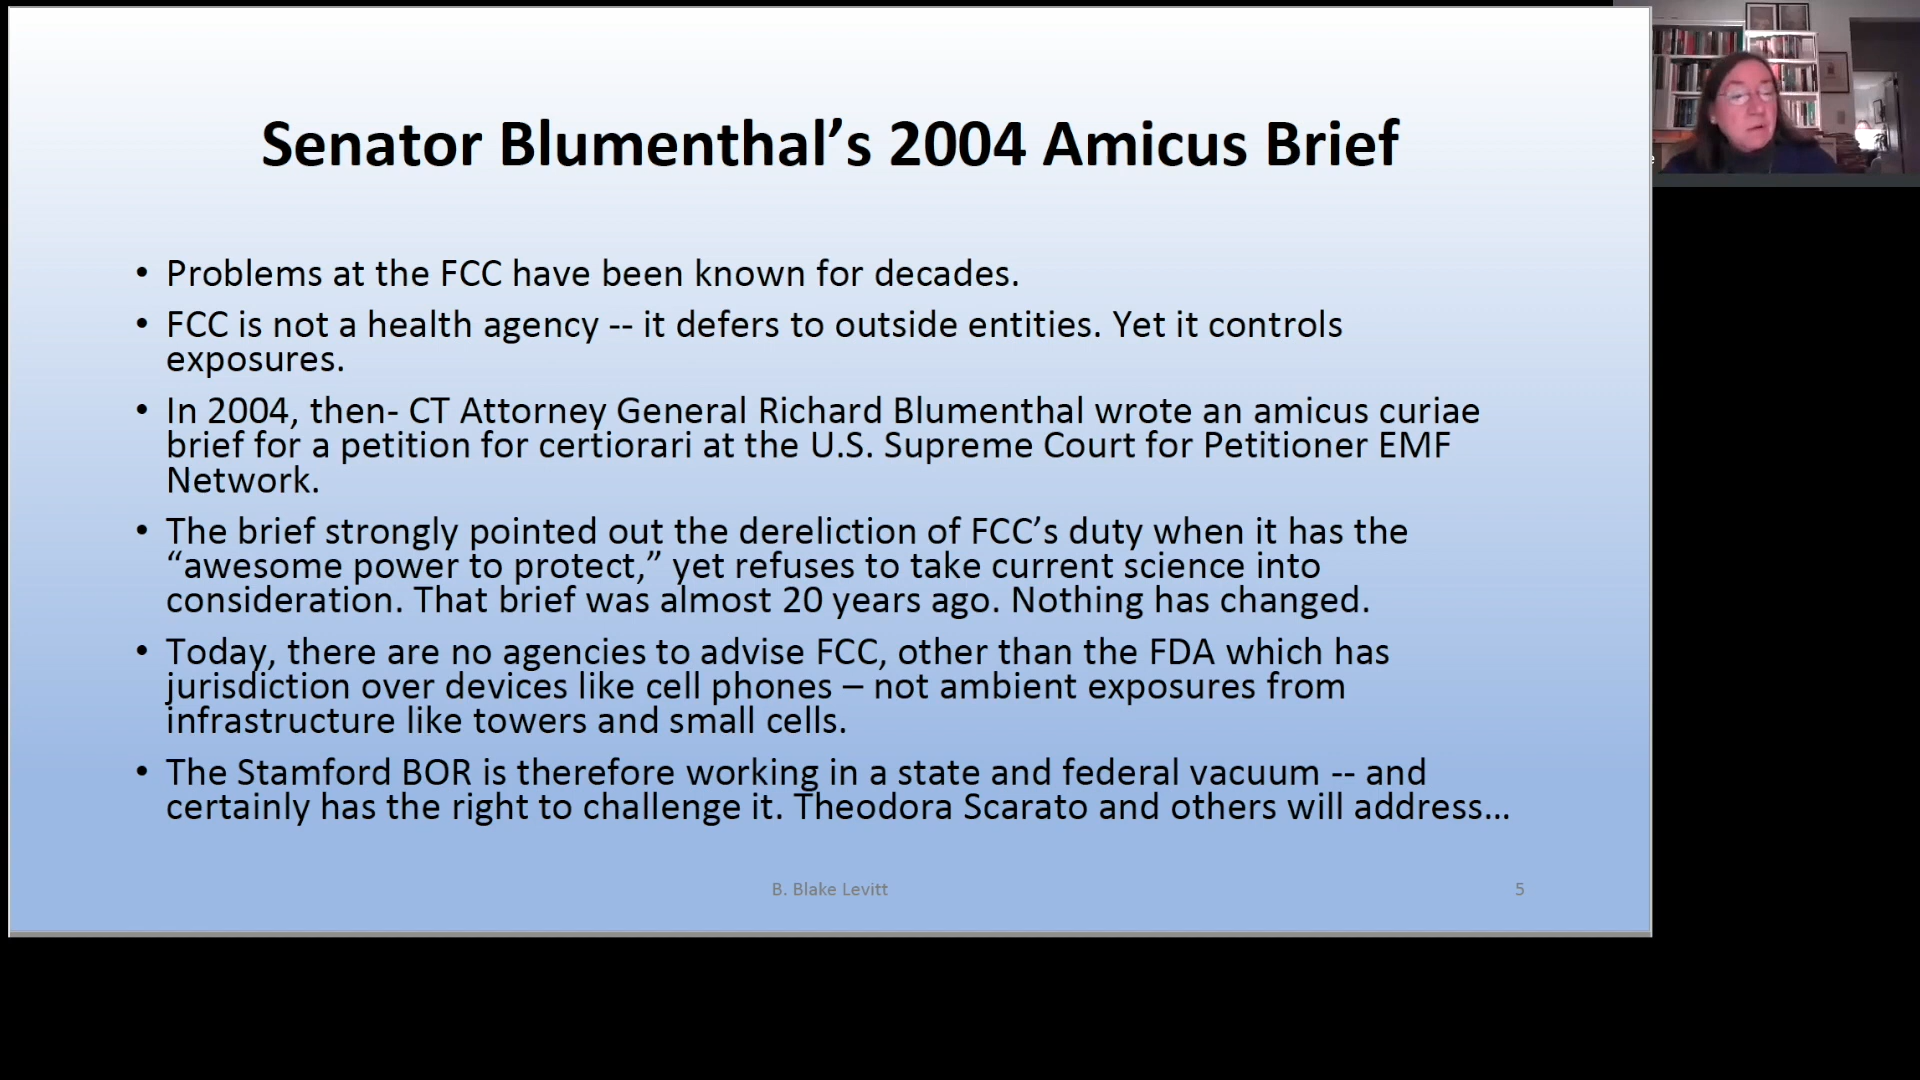 Senator Blumenthal’s 2004 Amicus Brief
• Problems at the FCC have been known for decades.
• FCC is not a health agency -- it defers to outside entities. Yet it controls
exposures.
• In 2004, then- CT Attorney General Richard Blumenthal wrote an amicus curiae
brief for a petition for certiorari at the U.S. Supreme Court for Petitioner EMF
Network.
• The brief strongly pointed out the dereliction of FCC’s duty when it has the
“awesome power to protect,” yet refuses to take current science into
consideration. That brief was almost 20 years ago. Nothing has changed.
• Today, there are no agencies to advise FCC, other than the FDA which has
jurisdiction over devices like cell phones – not ambient exposures from
infrastructure like towers and small cells.
• The Stamford BOR is therefore working in a state and federal vacuum -- and
certainly has the right to challenge it. Theodora Scarato and others will address…
B. Blake Levitt
5